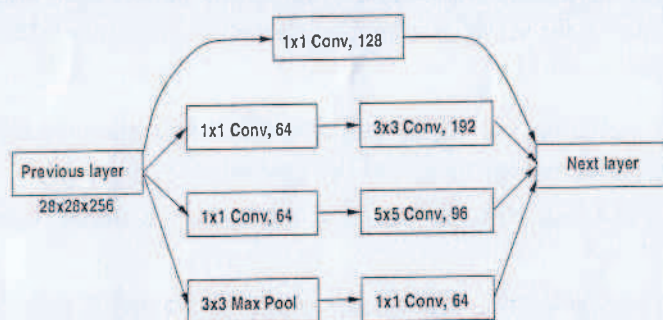 1x1 Conv, 128
1x1 Conv, 64
3x3 Conv, 192
Previous layer
28x28x256
Next layer
1x1 Conv, 64
5x5 Conv, 96
3x3 Max Pool
1x1 Conv, 64